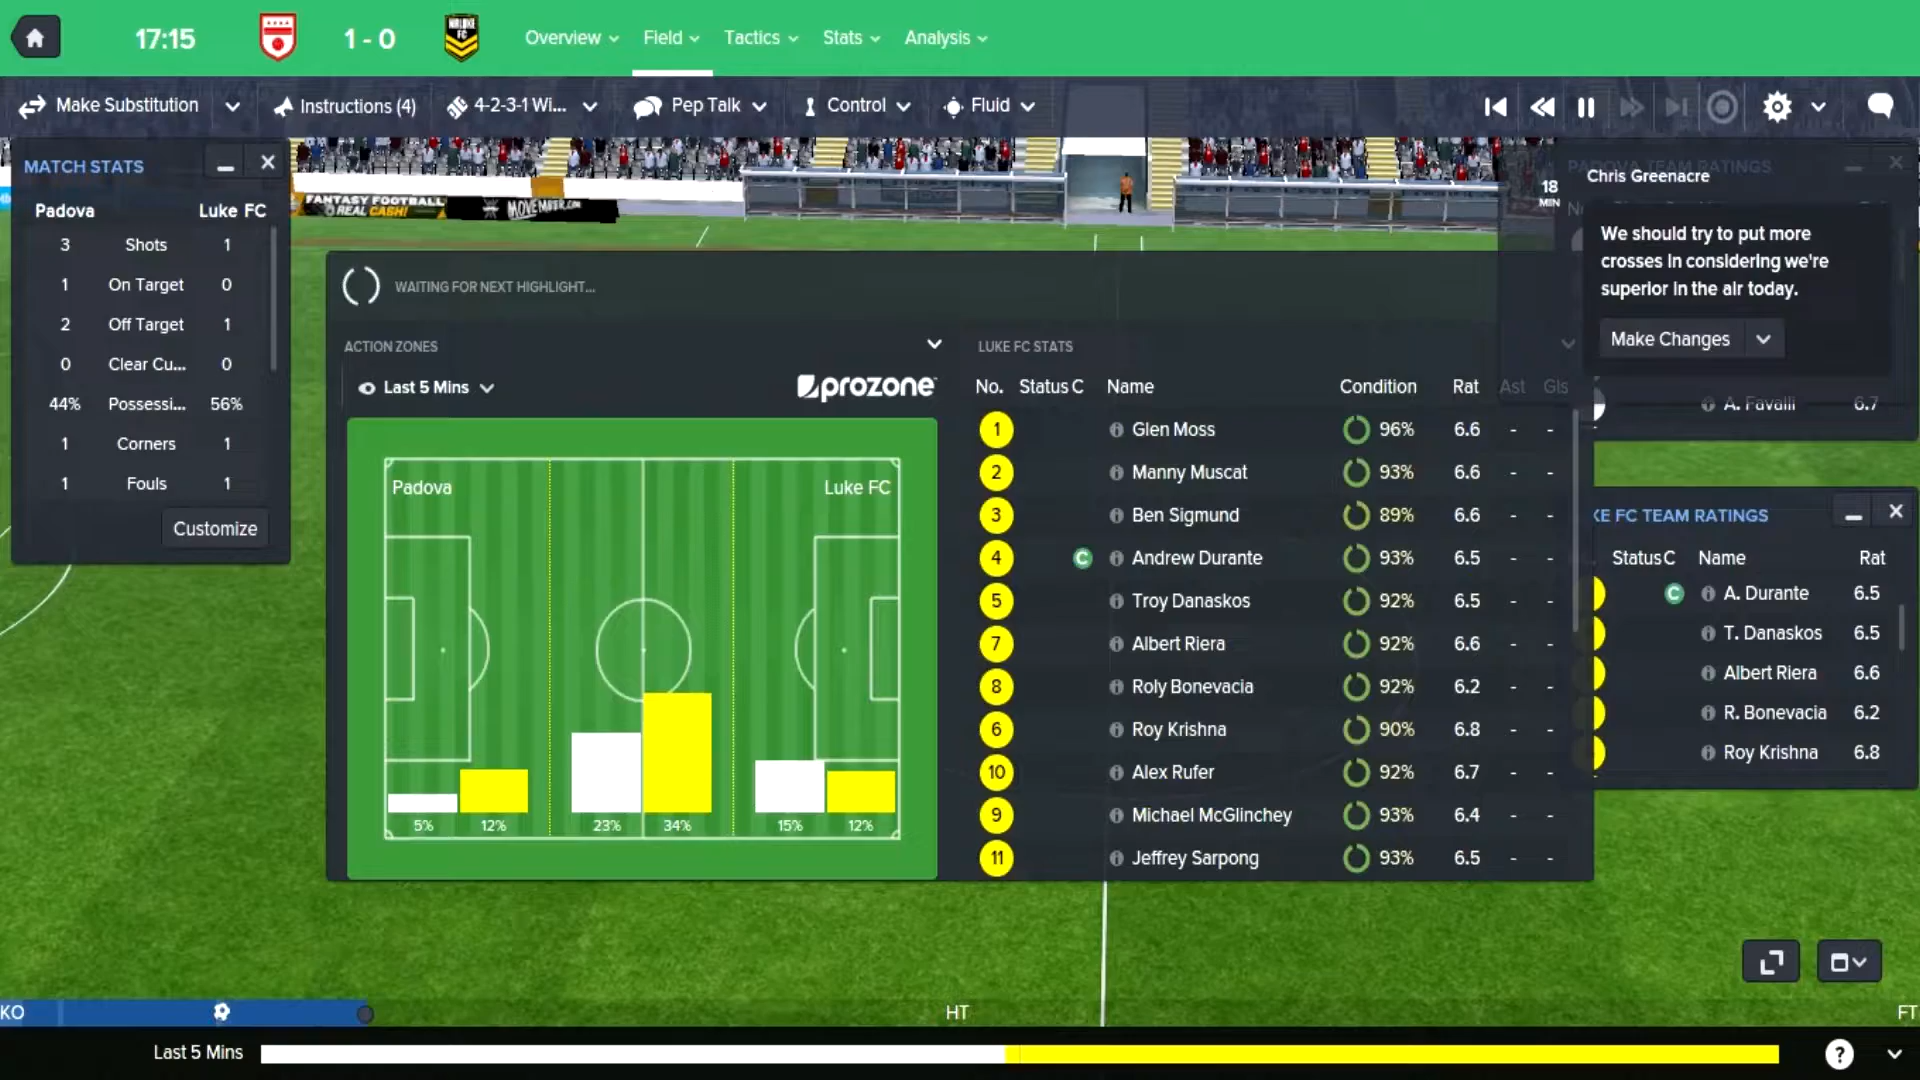 17:15
1 - 0
Overview
Field
Tactics
Stats
Analysis
Make Substitution
Instructions (4)
4-2-3-1 Wi...
Pep Talk
Control
Fluid
MATCH STATS
Padova Luke FC
3 Shots 1
1 On Target 0
2 Off Target 1
0 Clear Cu... 0
44% Possessi... 56%
1 Corners 1
1 Fouls 1
Customize
FANTASY FOOTBALL
REAL CASH!
MOVEMBER.COM
18
MIN
PADOVA TEAM RATINGS
Chris Greenacre
We should try to put more
crosses in considering we're
superior in the air today.
Make Changes
A. Favalli 6.7
WAITING FOR NEXT HIGHLIGHT...
ACTION ZONES
Last 5 Mins
prozone
Padova Luke FC
5% 12% 23% 34% 15% 12%
LUKE FC STATS
No. Status C Name Condition Rat Ast Gls
1 Glen Moss 96% 6.6 - -
2 Manny Muscat 93% 6.6 - -
3 Ben Sigmund 89% 6.6 - -
4 C Andrew Durante 93% 6.5 - -
5 Troy Danaskos 92% 6.5 - -
7 Albert Riera 92% 6.6 - -
8 Roly Bonevacia 92% 6.2 - -
6 Roy Krishna 90% 6.8 - -
10 Alex Rufer 92% 6.7 - -
9 Michael McGlinchey 93% 6.4 - -
11 Jeffrey Sarpong 93% 6.5 - -
KE FC TEAM RATINGS
Status C Name Rat
C A. Durante 6.5
T. Danaskos 6.5
Albert Riera 6.6
R. Bonevacia 6.2
Roy Krishna 6.8
KO HT FT
Last 5 Mins
?